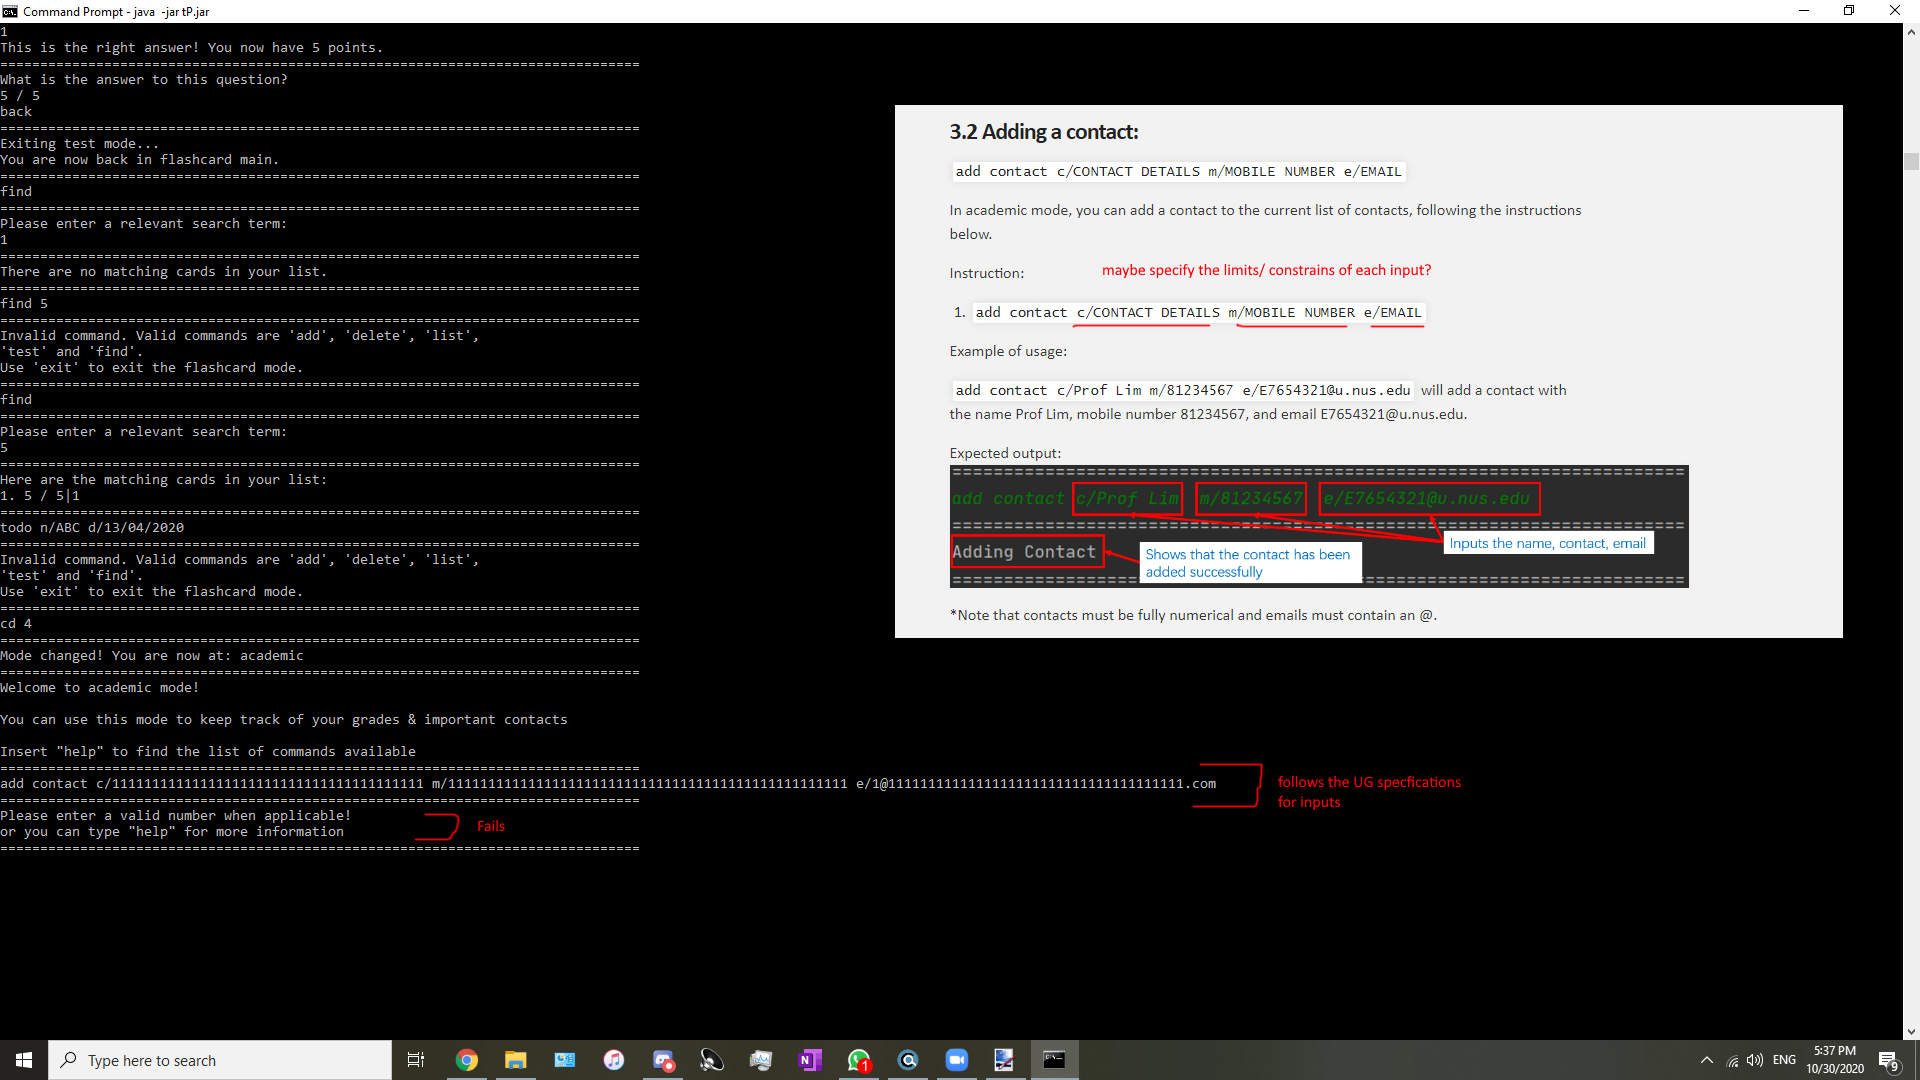 Command Prompt - java  -jar tP.jar
1
This is the right answer! You now have 5 points.
================================================================================
What is the answer to this question?
5 / 5
back
================================================================================
Exiting test mode...
You are now back in flashcard main.
================================================================================
find
================================================================================
Please enter a relevant search term:
1
================================================================================
There are no matching cards in your list.
================================================================================
find 5
================================================================================
Invalid command. Valid commands are 'add', 'delete', 'list',
'test' and 'find'.
Use 'exit' to exit the flashcard mode.
================================================================================
find
================================================================================
Please enter a relevant search term:
5
================================================================================
Here are the matching cards in your list:
1. 5 / 5|1
================================================================================
todo n/ABC d/13/04/2020
================================================================================
Invalid command. Valid commands are 'add', 'delete', 'list',
'test' and 'find'.
Use 'exit' to exit the flashcard mode.
================================================================================
cd 4
================================================================================
Mode changed! You are now at: academic
================================================================================
Welcome to academic mode!
You can use this mode to keep track of your grades & important contacts
Insert "help" to find the list of commands available
================================================================================
add contact c/111111111111111111111111111111111111111 m/11111111111111111111111111111111111111111111111111 e/1@1111111111111111111111111111111111111.com
================================================================================
Please enter a valid number when applicable!
or you can type "help" for more information
================================================================================
Fails
follows the UG specfications
for inputs
3.2 Adding a contact:
add contact c/CONTACT DETAILS m/MOBILE NUMBER e/EMAIL
In academic mode, you can add a contact to the current list of contacts, following the instructions
below.
Instruction:
maybe specify the limits/ constrains of each input?
1. add contact c/CONTACT DETAILS m/MOBILE NUMBER e/EMAIL
Example of usage:
add contact c/Prof Lim m/81234567 e/E7654321@u.nus.edu will add a contact with
the name Prof Lim, mobile number 81234567, and email E7654321@u.nus.edu.
Expected output:
add contact c/Prof Lim m/81234567 e/E7654321@u.nus.edu
Inputs the name, contact, email
Adding Contact
Shows that the contact has been
added successfully
*Note that contacts must be fully numerical and emails must contain an @.
Type here to search
1
ENG
5:37 PM
10/30/2020
9